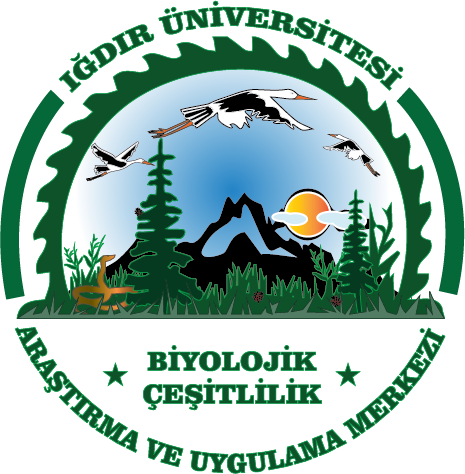 IĞDIR ÜNİVERSİTESİ
BİYOLOJİK
ÇEŞİTLİLİK
ARAŞTIRMA VE UYGULAMA MERKEZİ